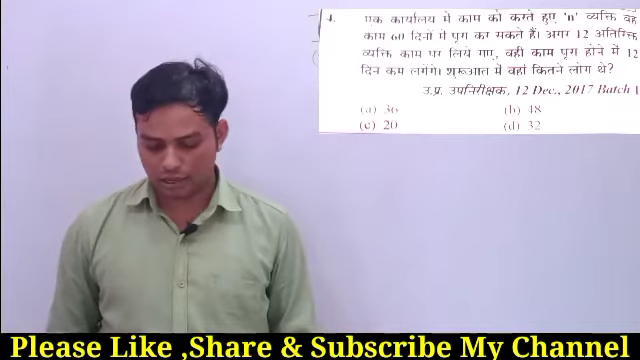 4. एक कार्यालय में काम को करते हुए 'n' व्यक्ति वह
काम 60 दिनों में पूरा कर सकते हैं। अगर 12 अतिरिक्त
व्यक्ति काम पर लिये गए, वही काम पूरा होने में 12
दिन कम लगेंगे। शुरूआत में वहां कितने लोग थे?
उ.प्र. उपनिरीक्षक, 12 Dec., 2017 Batch
(a) 36 (b) 48
(c) 20 (d) 32
Please Like ,Share & Subscribe My Channel